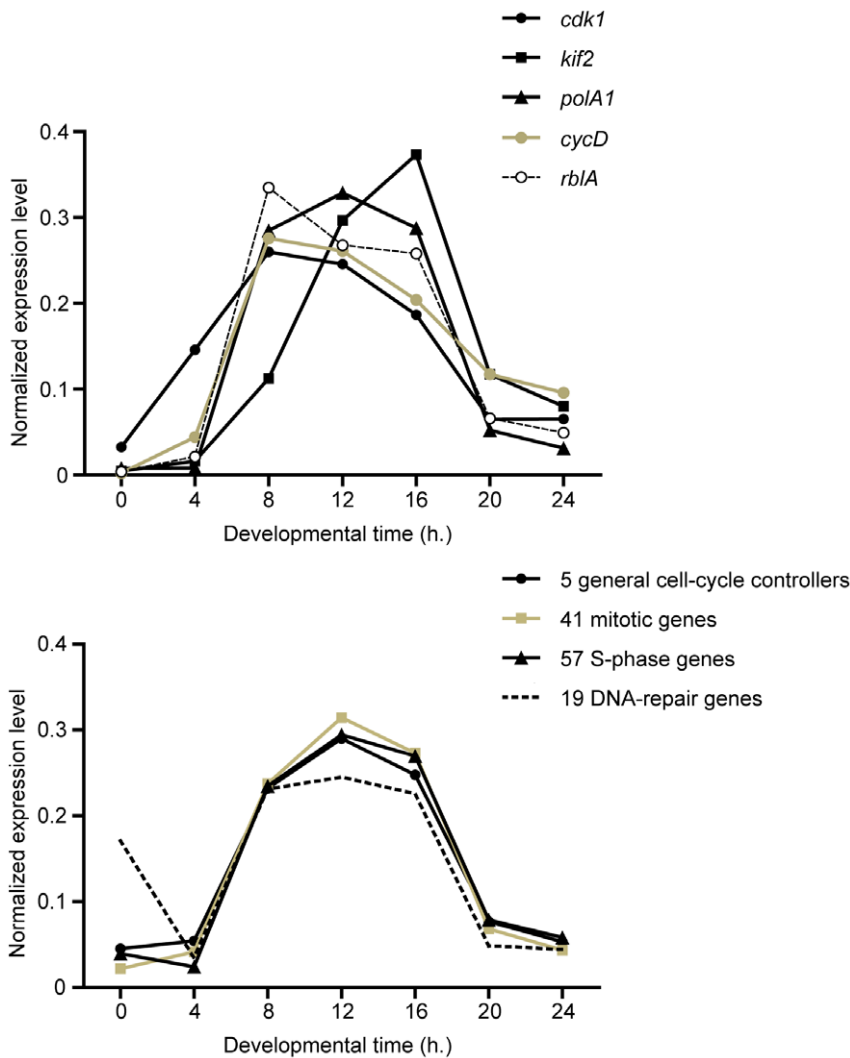 cdk1
kif2
polA1
cycD
rblA
0.4
0.3
0.2
0.1
0
Normalized expression level
0 4 8 12 16 20 24
Developmental time (h.)
5 general cell-cycle controllers
41 mitotic genes
57 S-phase genes
19 DNA-repair genes
0.4
0.3
0.2
0.1
0
Normalized expression level
0 4 8 12 16 20 24
Developmental time (h.)